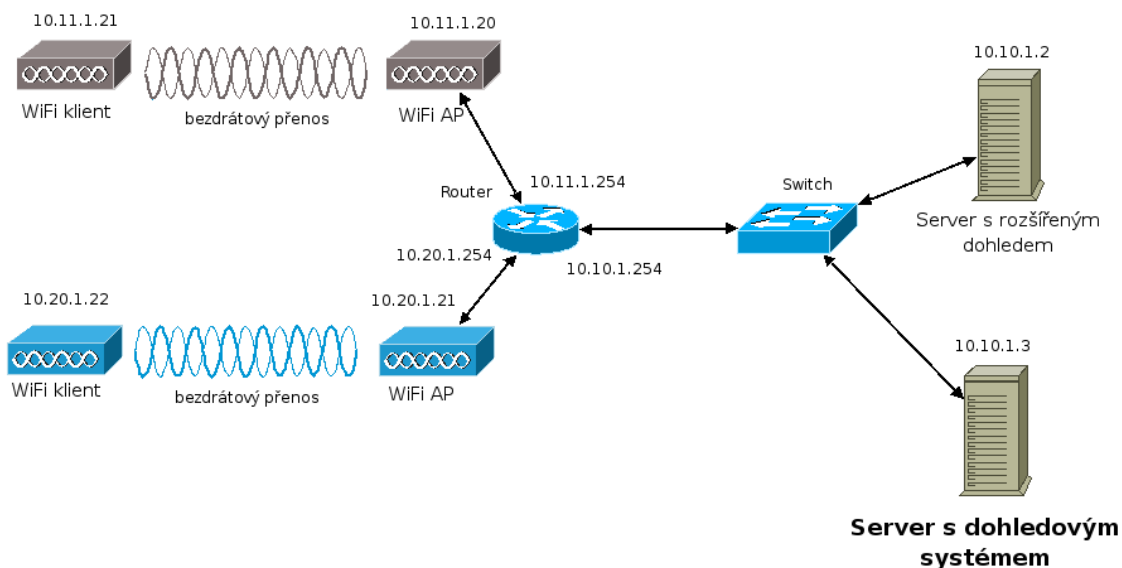 10.11.1.21
10.11.1.20
10.10.1.2
WiFi klient
bezdrátový přenos
WiFi AP
Router
10.11.1.254
Switch
Server s rozšířeným
dohledem
10.20.1.254
10.10.1.254
10.20.1.22
10.20.1.21
10.10.1.3
WiFi klient
bezdrátový přenos
WiFi AP
Server s dohledovým
systémem